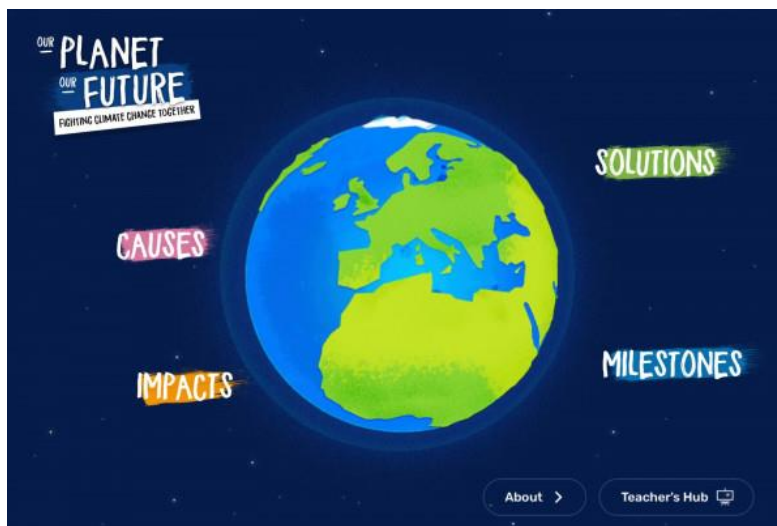 OUR PLANET
OUR FUTURE
FIGHTING CLIMATE CHANGE TOGETHER
SOLUTIONS
CAUSES
MILESTONES
IMPACTS
About
Teacher's Hub